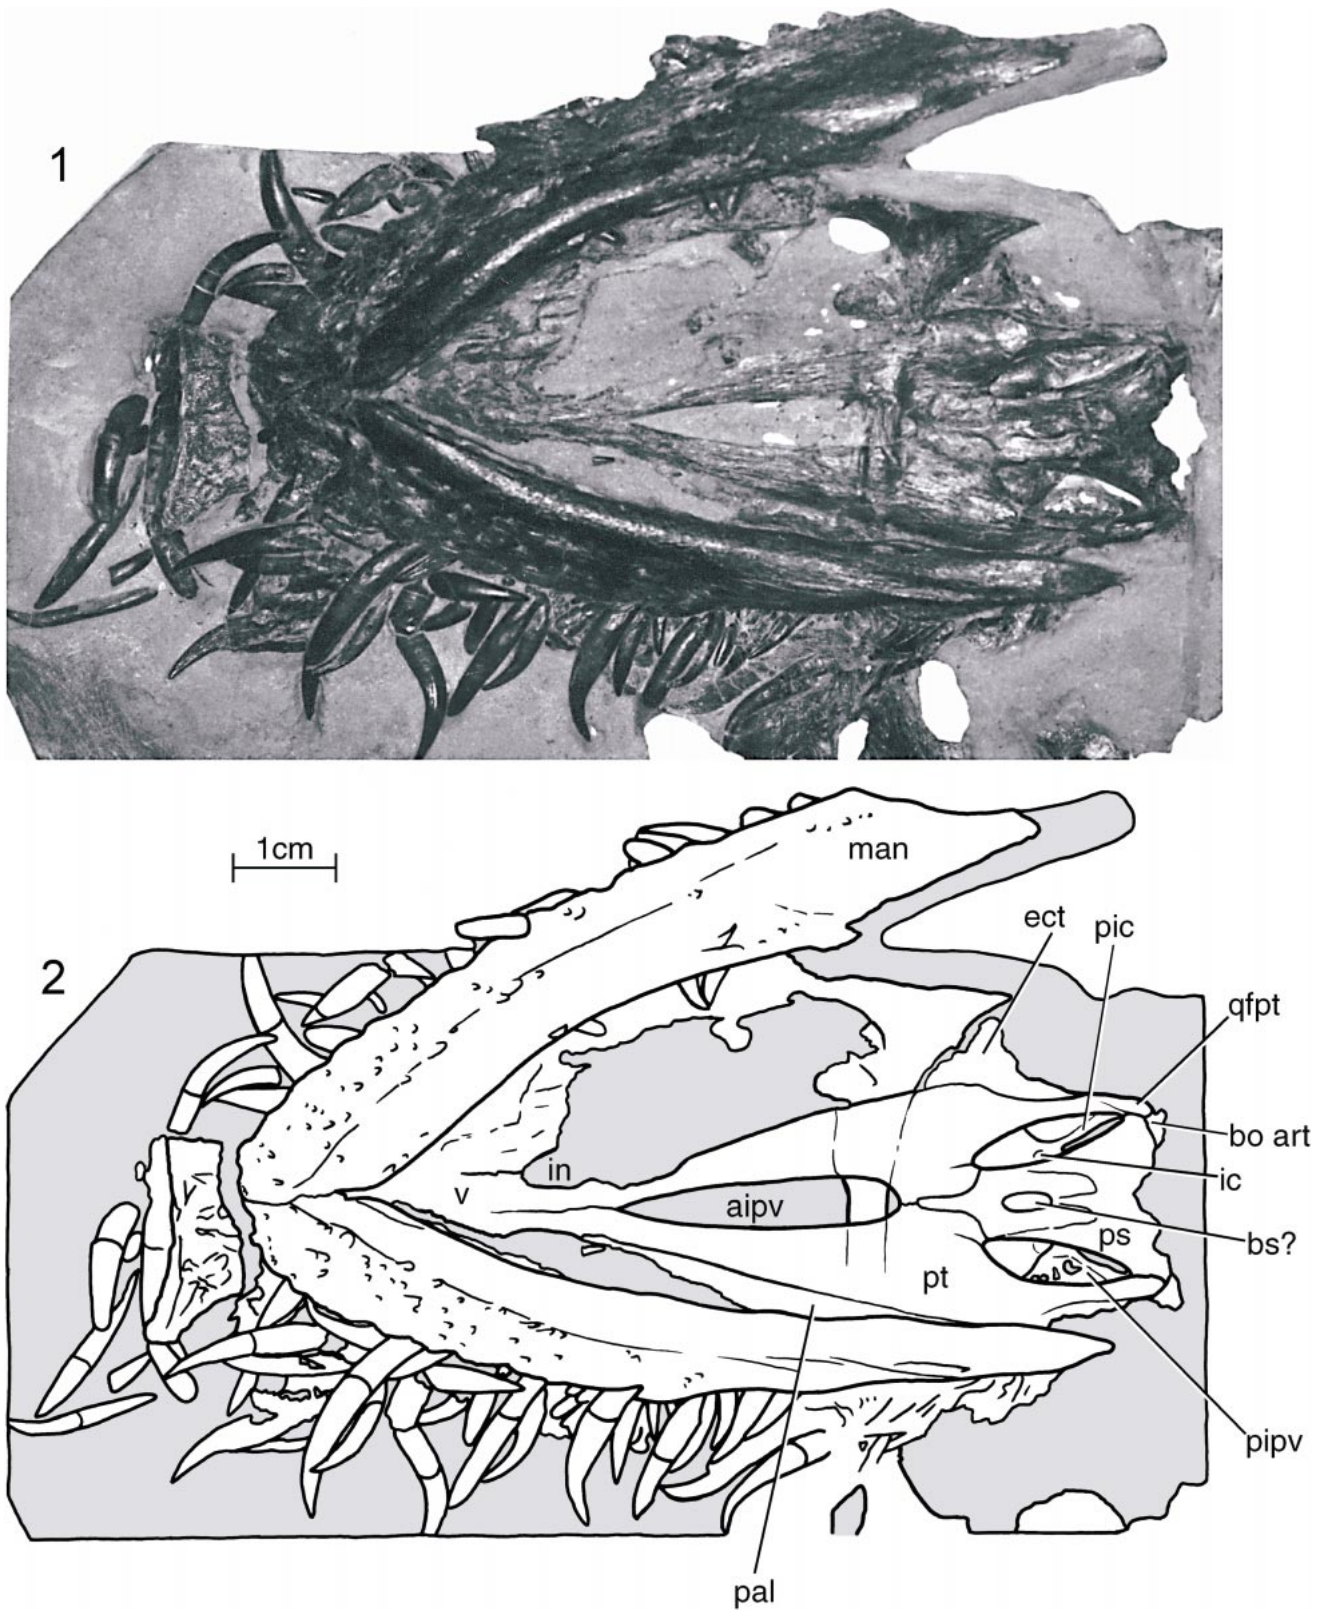 1
1cm
man
2
ect
pic
qfpt
bo art
in
v
ic
aipv
bs?
ps
pt
pipv
pal